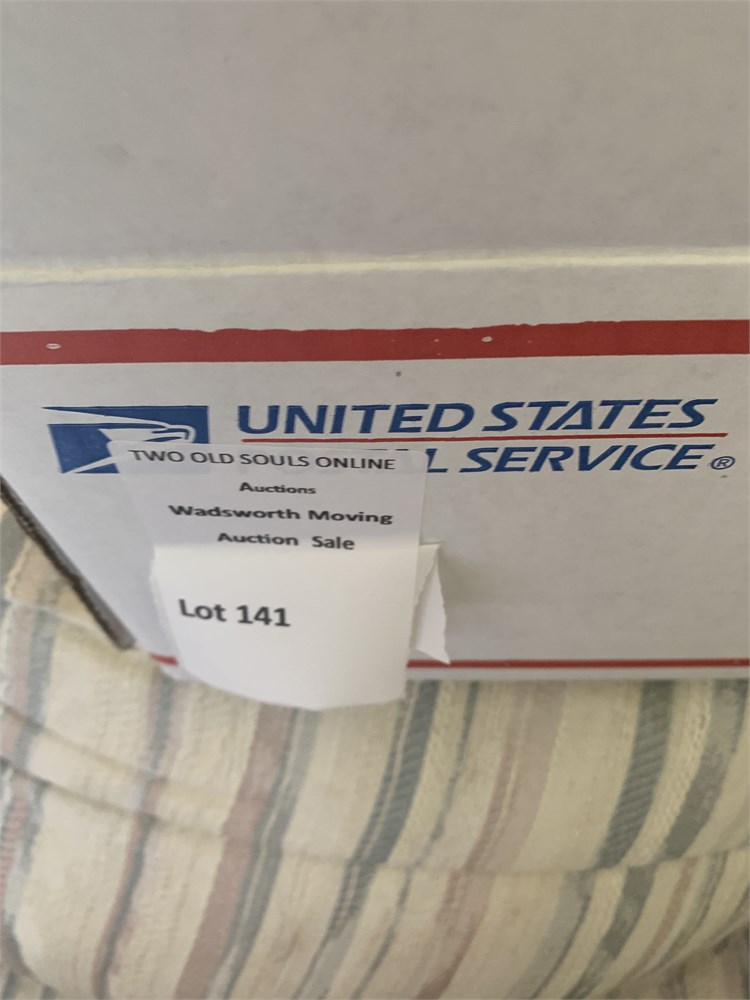 UNITED STATES
L SERVICE®
TWO OLD SOULS ONLINE
Auctions
Wadsworth Moving
Auction Sale
Lot 141